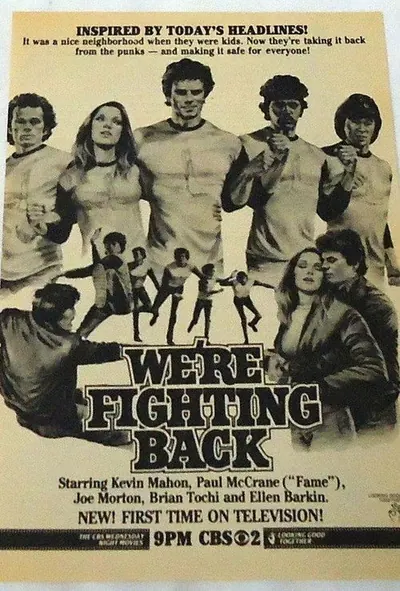 INSPIRED BY TODAY'S HEADLINES!
It was a nice neighborhood when they were kids. Now they're taking it back
from the punks — and making it safe for everyone!
WE'RE
FIGHTING
BACK
Starring Kevin Mahon, Paul McCrane ("Fame"),
Joe Morton, Brian Tochi and Ellen Barkin.
NEW! FIRST TIME ON TELEVISION!
THE CBS WEDNESDAY
NIGHT MOVIES
9PM CBS 2
LOOKING GOOD
TOGETHER